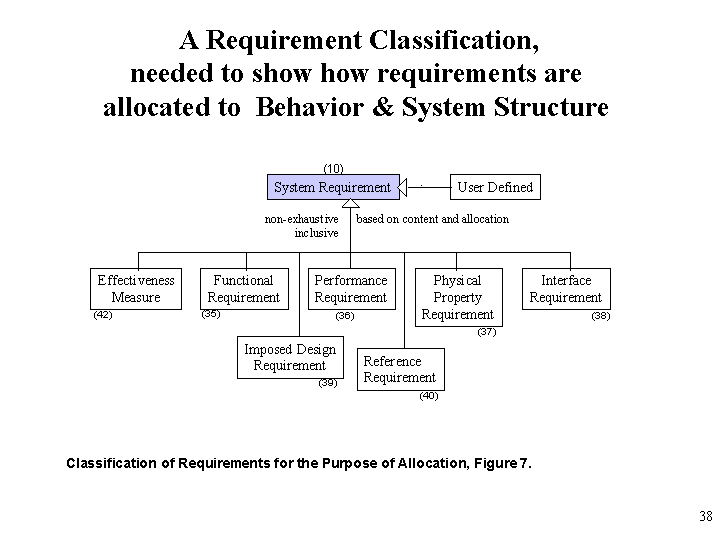 A Requirement Classification,
needed to show how requirements are
allocated to Behavior & System Structure
(10)
System Requirement
User Defined
non-exhaustive
inclusive
based on content and allocation
Effectiveness
Measure
(42)
Functional
Requirement
(35)
Performance
Requirement
(36)
Physical
Property
Requirement
(37)
Interface
Requirement
(38)
Imposed Design
Requirement
(39)
Reference
Requirement
(40)
Classification of Requirements for the Purpose of Allocation, Figure 7.
38